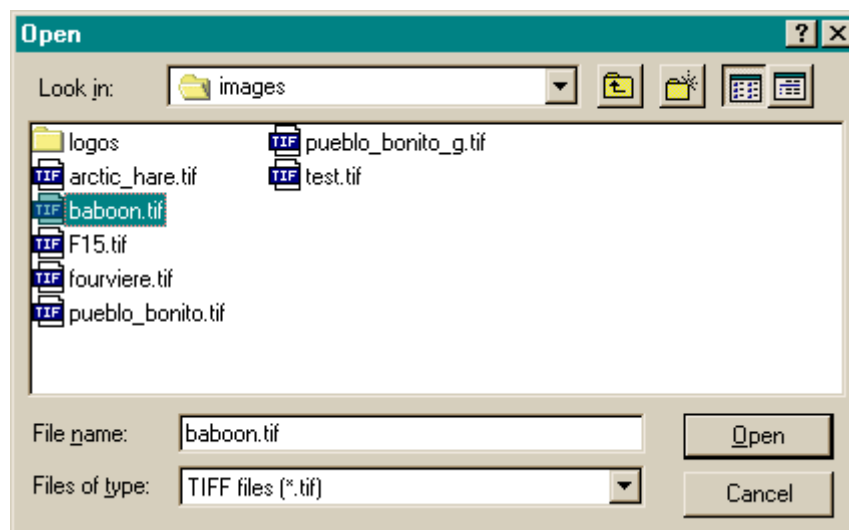 Open
Look in: images
logos
arctic_hare.tif
baboon.tif
F15.tif
fourviere.tif
pueblo_bonito.tif
pueblo_bonito_g.tif
test.tif
File name: baboon.tif Open
Files of type: TIFF files (*.tif) Cancel